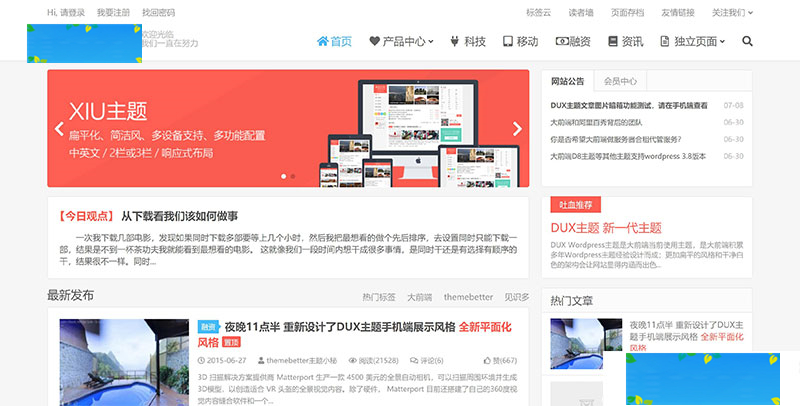 Hi, 请登录 我要注册 找回密码
标签云 读者墙 页面存档 友情链接 关注我们
欢迎光临
我们一直在努力
首页 产品中心 科技 移动 融资 资讯 独立页面
XIU主题
扁平化、简洁风、多设备支持、多功能配置
中英文 / 2栏或3栏 / 响应式布局
网站公告 会员中心
DUX主题文章图片暗箱功能测试，请在手机端查看 07-08
大前端和阿里百秀背后的团队 06-30
你是否希望大前端做服务器合租代管服务? 06-30
大前端D8主题等其他主题支持wordpress 3.8版本 06-30
【今日观点】 从下载看我们该如何做事
一次我下载几部电影，发现如果同时下载多部要等上几个小时，然后我把最想看的做个先后排序，去设置同时只能下载一
部，结果是不到一杯茶功夫我就能看到最想看的电影。 这就像我们一段时间内想干成很多事情，是同时干还是有选择有顺序的
干，结果很不一样。同时...
吐血推荐
DUX主题 新一代主题
DUX Wordpress主题是大前端当前使用主题，是大前端积累
多年Wordpress主题经验设计而成；更加扁平的风格和干净白
色的架构会让网站显得内涵而出色...
最新发布 热门标签 大前端 themebetter 见识多
融资 夜晚11点半 重新设计了DUX主题手机端展示风格 全新平面化
风格 置顶
2015-06-27 themebetter主题小秘 阅读(21528) 评论(6) 赞(667)
3D 扫描解决方案提供商 Matterport 生产一款 4500 美元的全景自动相机，可以扫描周围环境并生成
3D模型，以创造适合 VR 头盔的全景视觉内容。除了硬件， Matterport 目前还搭建了自己的360度视
觉内容缝合软件和一个...
热门文章
夜晚11点半 重新设计了DUX主
题手机端展示风格 全新平面化
风格